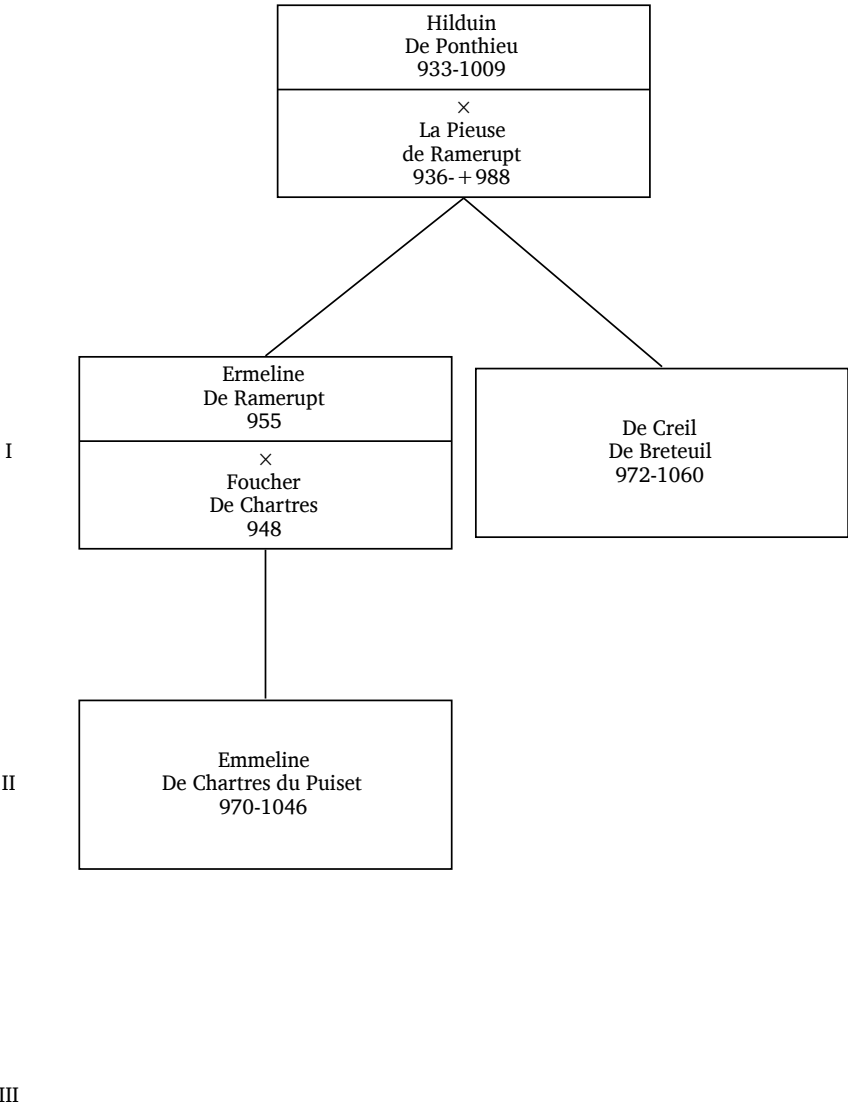 Hilduin
De Ponthieu
933-1009
×
La Pieuse
de Ramerupt
936-+988
Ermeline
De Ramerupt
955
×
Foucher
De Chartres
948
De Creil
De Breteuil
972-1060
I
Emmeline
De Chartres du Puiset
970-1046
II
III